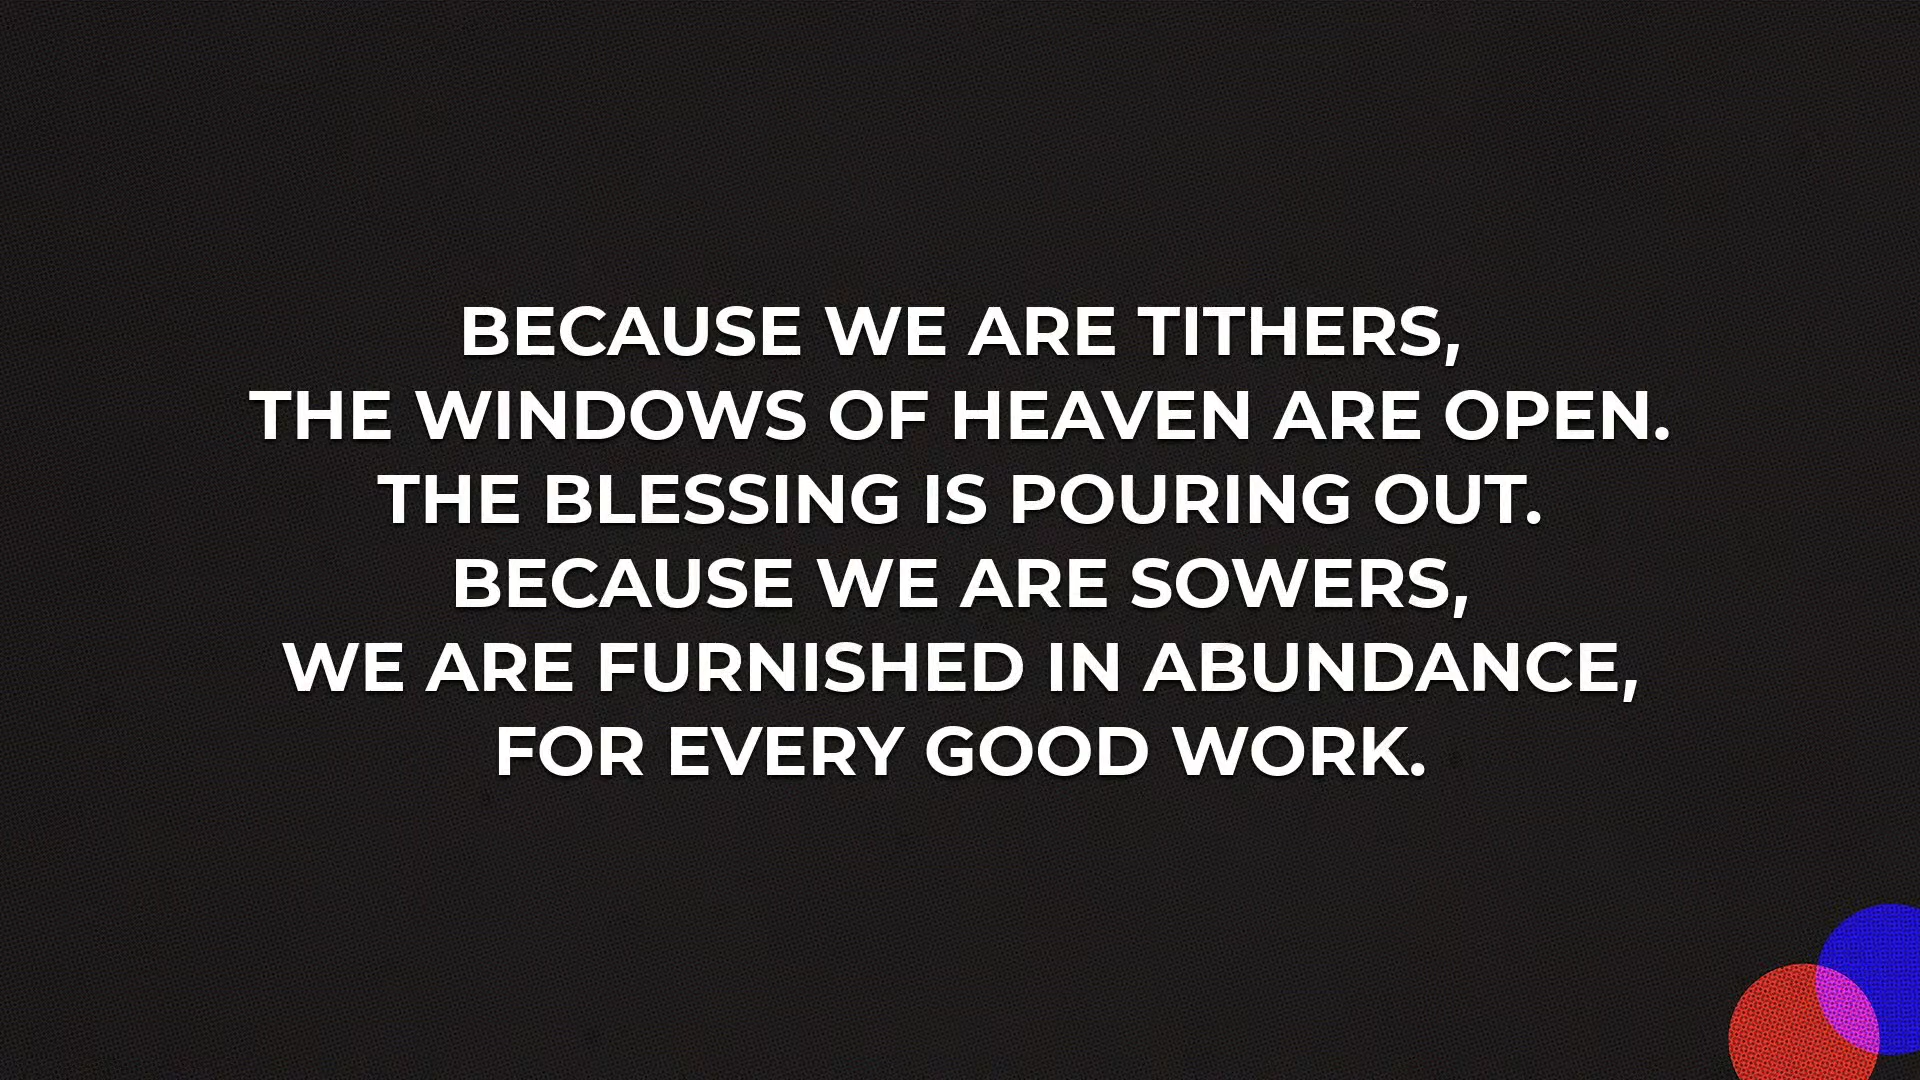 BECAUSE WE ARE TITHERS,
THE WINDOWS OF HEAVEN ARE OPEN.
THE BLESSING IS POURING OUT.
BECAUSE WE ARE SOWERS,
WE ARE FURNISHED IN ABUNDANCE,
FOR EVERY GOOD WORK.